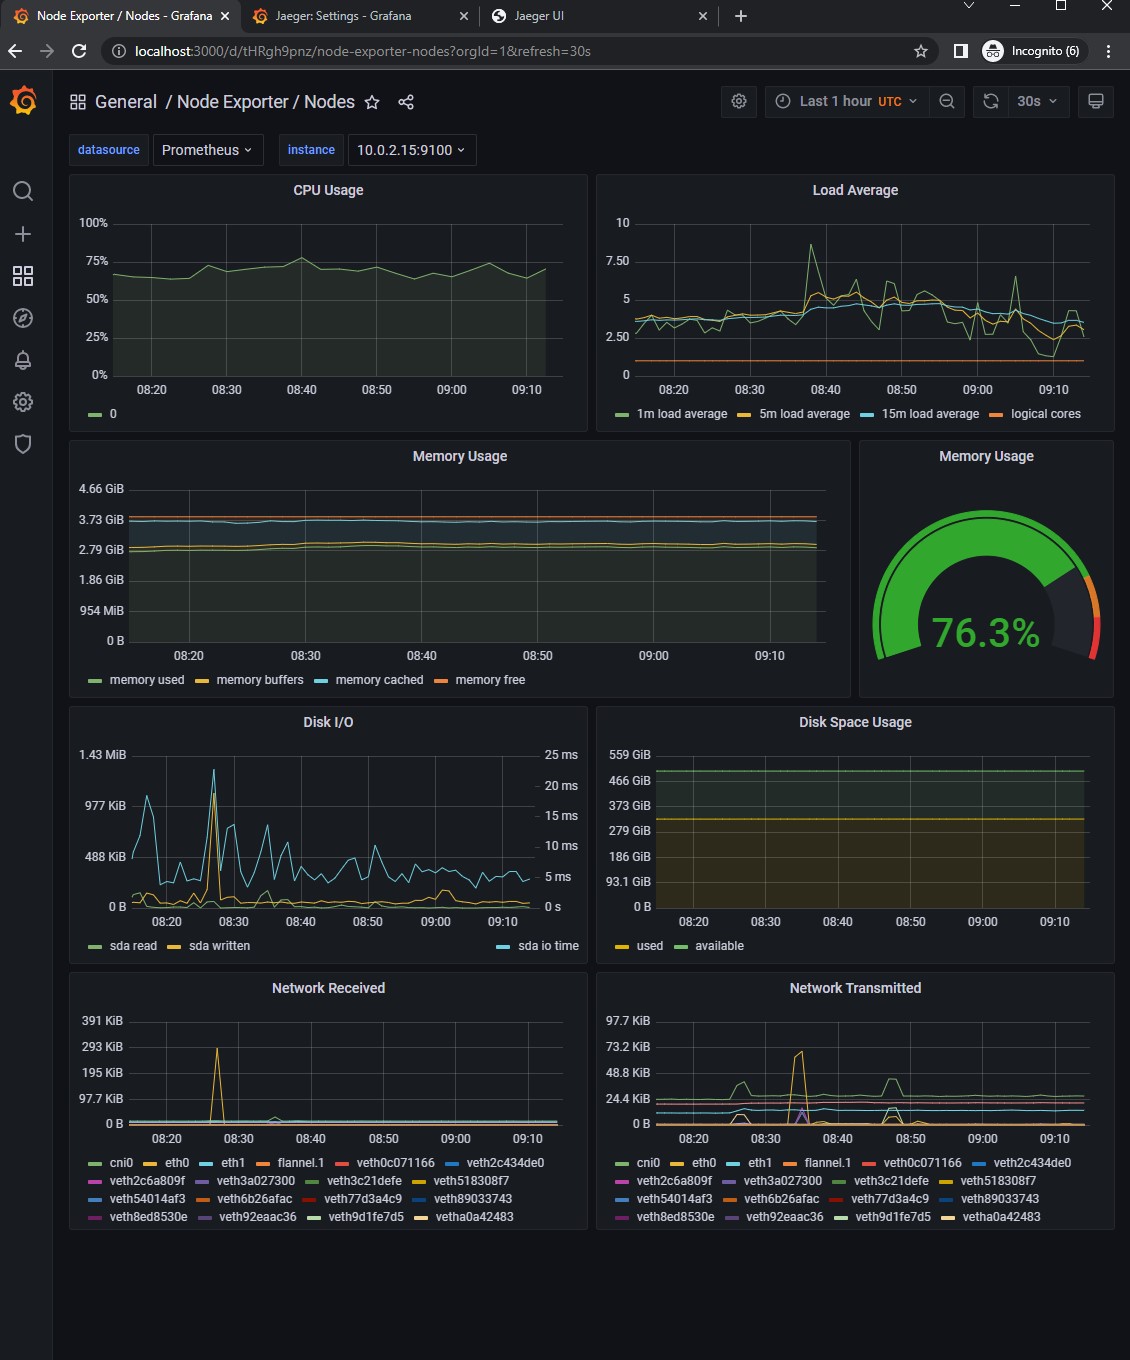 Node Exporter / Nodes - Grafana
Jaeger: Settings - Grafana
Jaeger UI
localhost:3000/d/tHRgh9pnz/node-exporter-nodes?orgId=1&refresh=30s
Incognito (6)
General / Node Exporter / Nodes
Last 1 hour UTC
30s
datasource Prometheus
instance 10.0.2.15:9100
CPU Usage
100%
75%
50%
25%
0%
08:20 08:30 08:40 08:50 09:00 09:10
0
Load Average
10
7.50
5
2.50
0
08:20 08:30 08:40 08:50 09:00 09:10
1m load average 5m load average 15m load average logical cores
Memory Usage
4.66 GiB
3.73 GiB
2.79 GiB
1.86 GiB
954 MiB
0 B
08:20 08:30 08:40 08:50 09:00 09:10
memory used memory buffers memory cached memory free
Memory Usage
76.3%
Disk I/O
1.43 MiB
977 KiB
488 KiB
0 B
25 ms
20 ms
15 ms
10 ms
5 ms
0 s
08:20 08:30 08:40 08:50 09:00 09:10
sda read sda written sda io time
Disk Space Usage
559 GiB
466 GiB
373 GiB
279 GiB
186 GiB
93.1 GiB
0 B
08:20 08:30 08:40 08:50 09:00 09:10
used available
Network Received
391 KiB
293 KiB
195 KiB
97.7 KiB
0 B
08:20 08:30 08:40 08:50 09:00 09:10
cni0 eth0 eth1 flannel.1 veth0c071166 veth2c434de0
veth2c6a809f veth3a027300 veth3c21defe veth518308f7
veth54014af3 veth6b26afac veth77d3a4c9 veth89033743
veth8ed8530e veth92eaac36 veth9d1fe7d5 vetha0a42483
Network Transmitted
97.7 KiB
73.2 KiB
48.8 KiB
24.4 KiB
0 B
08:20 08:30 08:40 08:50 09:00 09:10
cni0 eth0 eth1 flannel.1 veth0c071166 veth2c434de0
veth2c6a809f veth3a027300 veth3c21defe veth518308f7
veth54014af3 veth6b26afac veth77d3a4c9 veth89033743
veth8ed8530e veth92eaac36 veth9d1fe7d5 vetha0a42483